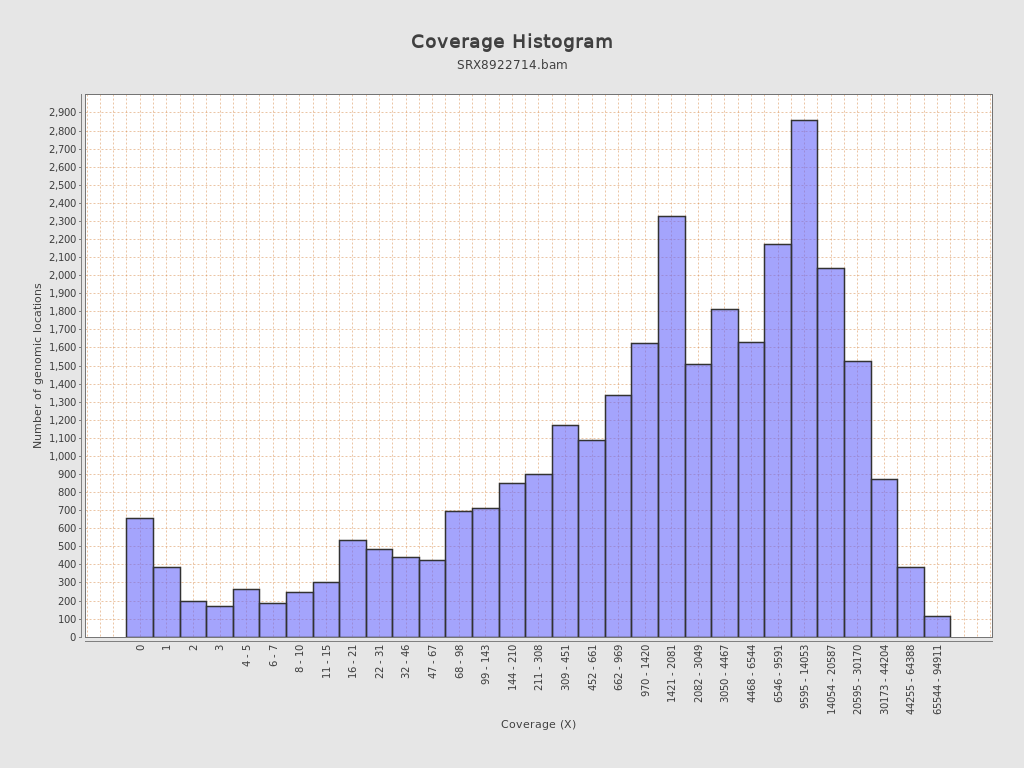 Coverage Histogram
SRX8922714.bam
Number of genomic locations
2,900
2,800
2,700
2,600
2,500
2,400
2,300
2,200
2,100
2,000
1,900
1,800
1,700
1,600
1,500
1,400
1,300
1,200
1,100
1,000
900
800
700
600
500
400
300
200
100
0
0
1
2
3
4 - 5
6 - 7
8 - 10
11 - 15
16 - 21
22 - 31
32 - 46
47 - 67
68 - 98
99 - 143
144 - 210
211 - 308
309 - 451
452 - 661
662 - 969
970 - 1420
1421 - 2081
2082 - 3049
3050 - 4467
4468 - 6544
6546 - 9591
9595 - 14053
14054 - 20587
20595 - 30170
30173 - 44204
44255 - 64388
65544 - 94911
Coverage (X)